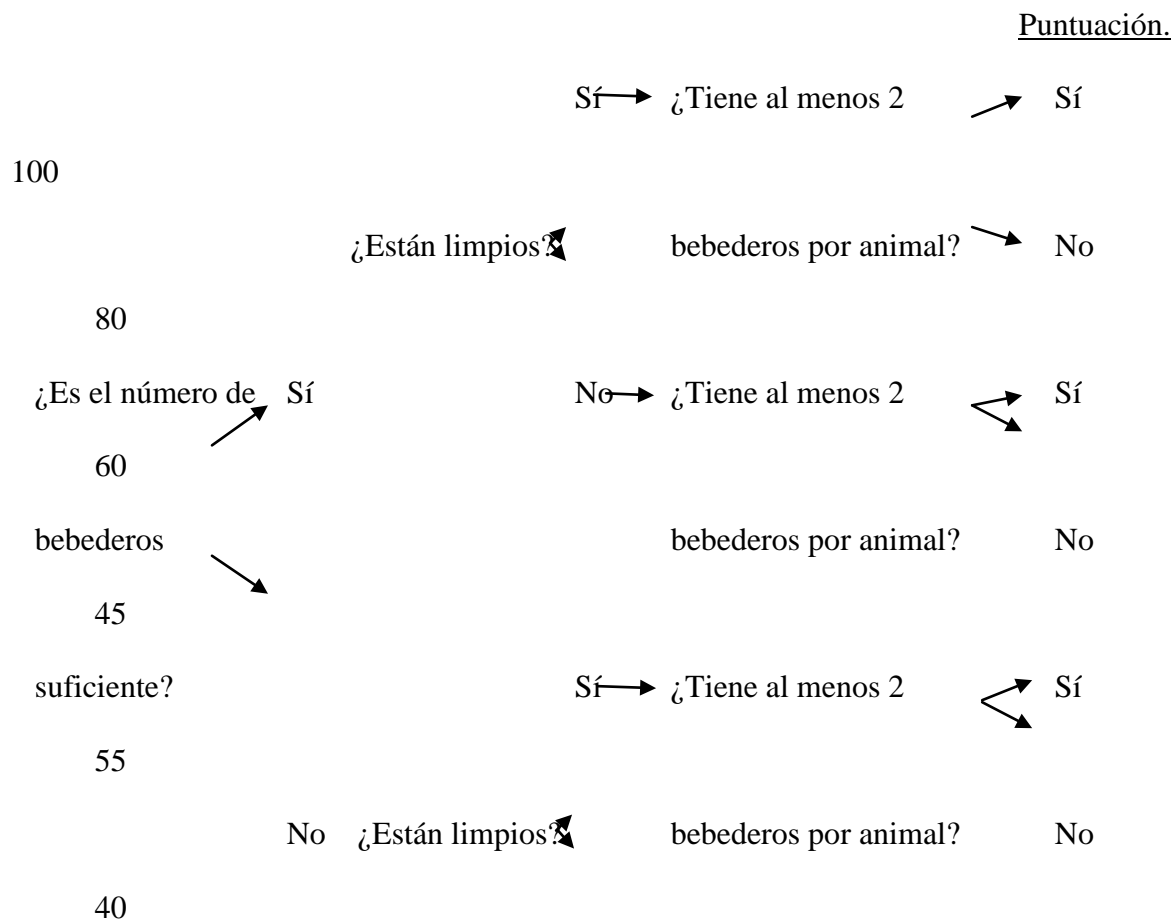 Puntuación.
Sí ¿Tiene al menos 2 Sí
100
¿Están limpios? bebederos por animal? No
80
¿Es el número de Sí No ¿Tiene al menos 2 Sí
60
bebederos bebederos por animal? No
45
suficiente? Sí ¿Tiene al menos 2 Sí
55
No ¿Están limpios? bebederos por animal? No
40